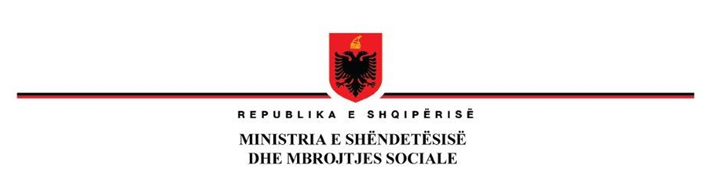 REPUBLIKA E SHQIPËRISË
MINISTRIA E SHËNDETËSISË
DHE MBROJTJES SOCIALE